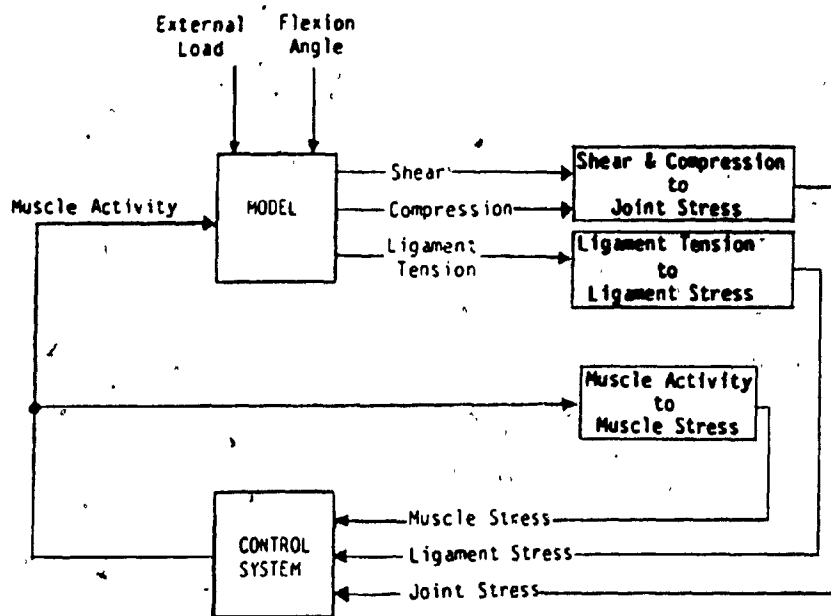 External Flexion
Load Angle
Shear
Shear & Compression
to
Joint Stress
Muscle Activity
MODEL
Compression
Ligament
Tension
Ligament Tension
to
Ligament Stress
Muscle Activity
to
Muscle Stress
CONTROL
SYSTEM
Muscle Stress
Ligament Stress
Joint Stress